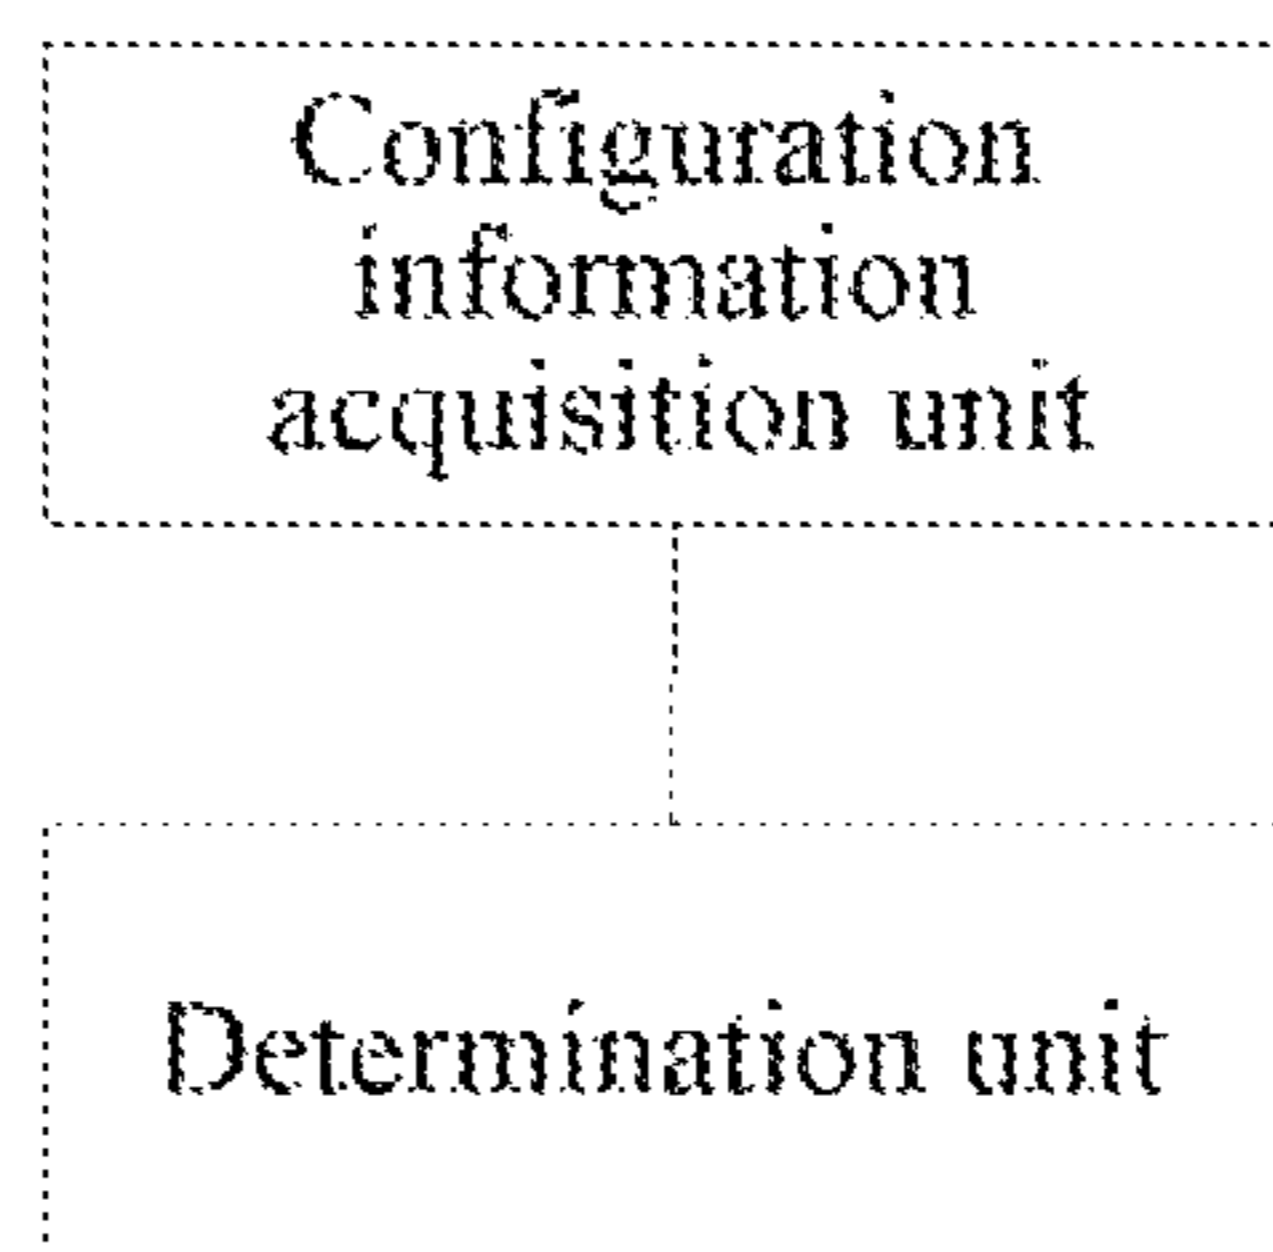 Configuration
information
acquisition unit
Determination unit